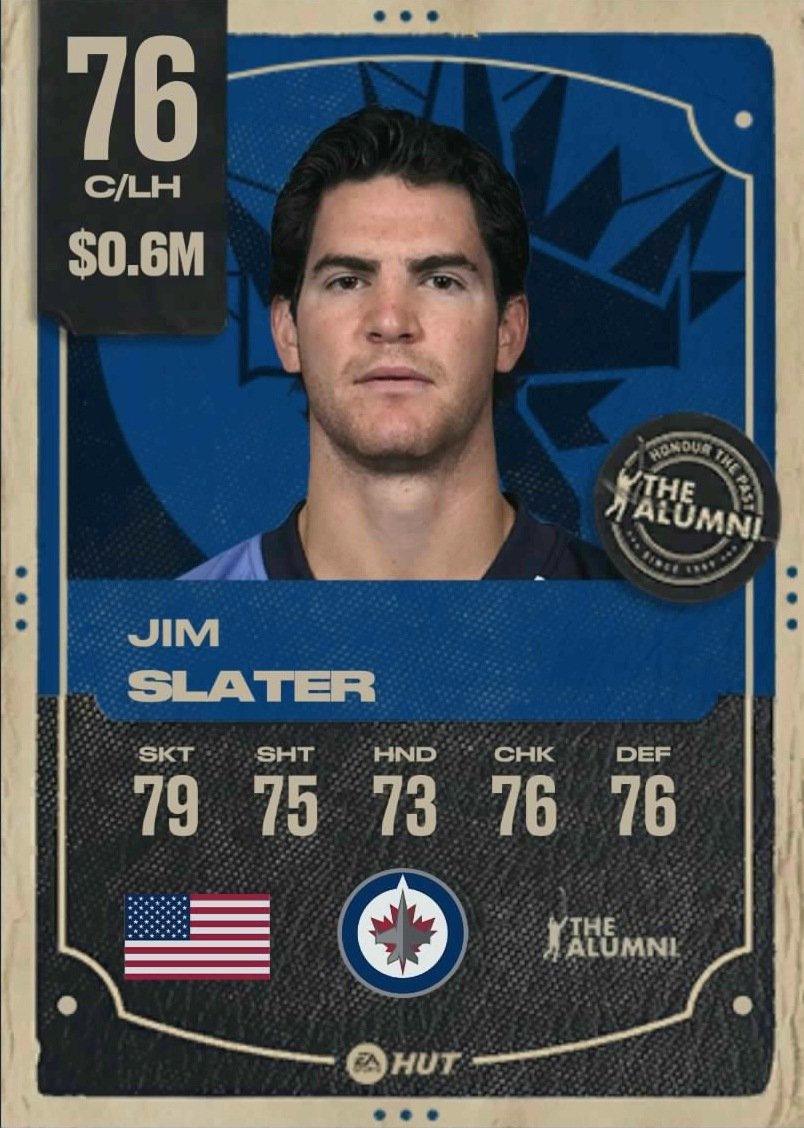 76
C/LH
$0.6M
HONOUR THE PAST
THE
ALUMNI
JIM
SLATER
SKT SHT HND CHK DEF
79 75 73 76 76
THE
ALUMNI
EA
HUT